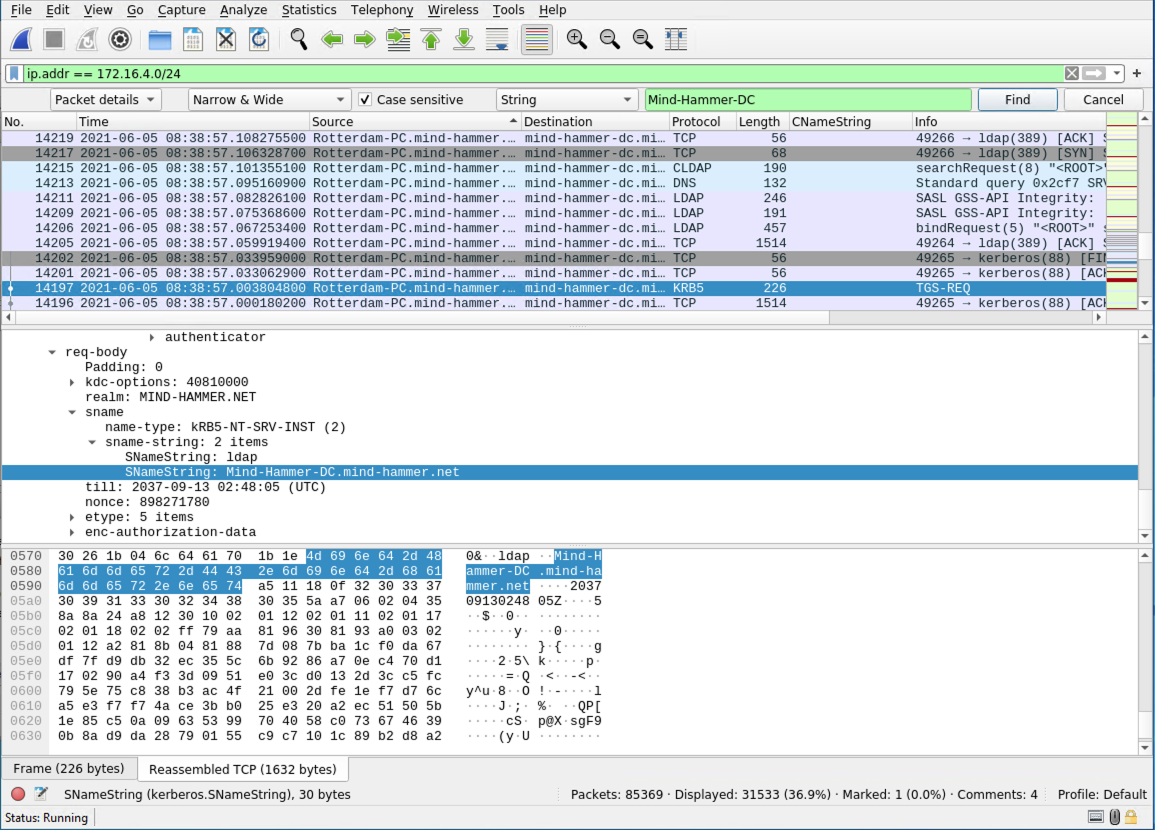 File Edit View Go Capture Analyze Statistics Telephony Wireless Tools Help
ip.addr == 172.16.4.0/24
Packet details Narrow & Wide Case sensitive String Mind-Hammer-DC Find Cancel
No. Time Source Destination Protocol Length CNameString Info
14219 2021-06-05 08:38:57.108275500 Rotterdam-PC.mind-hammer.… mind-hammer-dc.mi… TCP 56 49266 → ldap(389) [ACK] S
14217 2021-06-05 08:38:57.106328700 Rotterdam-PC.mind-hammer.… mind-hammer-dc.mi… TCP 68 49266 → ldap(389) [SYN] S
14215 2021-06-05 08:38:57.101355100 Rotterdam-PC.mind-hammer.… mind-hammer-dc.mi… CLDAP 190 searchRequest(8) "<ROOT>"
14213 2021-06-05 08:38:57.095160900 Rotterdam-PC.mind-hammer.… mind-hammer-dc.mi… DNS 132 Standard query 0x2cf7 SRV
14211 2021-06-05 08:38:57.082826100 Rotterdam-PC.mind-hammer.… mind-hammer-dc.mi… LDAP 246 SASL GSS-API Integrity:
14209 2021-06-05 08:38:57.075368600 Rotterdam-PC.mind-hammer.… mind-hammer-dc.mi… LDAP 191 SASL GSS-API Integrity:
14206 2021-06-05 08:38:57.067253400 Rotterdam-PC.mind-hammer.… mind-hammer-dc.mi… LDAP 457 bindRequest(5) "<ROOT>" s
14205 2021-06-05 08:38:57.059919400 Rotterdam-PC.mind-hammer.… mind-hammer-dc.mi… TCP 1514 49264 → ldap(389) [ACK] S
14202 2021-06-05 08:38:57.033959000 Rotterdam-PC.mind-hammer.… mind-hammer-dc.mi… TCP 56 49265 → kerberos(88) [FIN
14201 2021-06-05 08:38:57.033062900 Rotterdam-PC.mind-hammer.… mind-hammer-dc.mi… TCP 56 49265 → kerberos(88) [ACK
14197 2021-06-05 08:38:57.003804800 Rotterdam-PC.mind-hammer.… mind-hammer-dc.mi… KRB5 226 TGS-REQ
14196 2021-06-05 08:38:57.000180200 Rotterdam-PC.mind-hammer.… mind-hammer-dc.mi… TCP 1514 49265 → kerberos(88) [ACK
authenticator
req-body
Padding: 0
kdc-options: 40810000
realm: MIND-HAMMER.NET
sname
name-type: kRB5-NT-SRV-INST (2)
sname-string: 2 items
SNameString: ldap
SNameString: Mind-Hammer-DC.mind-hammer.net
till: 2037-09-13 02:48:05 (UTC)
nonce: 898271780
etype: 5 items
enc-authorization-data
0570 30 26 1b 04 6c 64 61 70 1b 1e 4d 69 6e 64 2d 48 0&··ldap ··Mind-H
0580 61 6d 6d 65 72 2d 44 43 2e 6d 69 6e 64 2d 68 61 ammer-DC .mind-ha
0590 6d 6d 65 72 2e 6e 65 74 a5 11 18 0f 32 30 33 37 mmer.net ····2037
05a0 30 39 31 33 30 32 34 38 30 35 5a a7 06 02 04 35 09130248 05Z····5
05b0 8a 8a 24 a8 12 30 10 02 01 12 02 01 11 02 01 17 ··$··0·· ········
05c0 02 01 18 02 02 ff 79 aa 81 96 30 81 93 a0 03 02 ······y· ··0·····
05d0 01 12 a2 81 8b 04 81 88 7d 08 7b ba 1c f0 da 67 ········ }·{····g
05e0 df 7f d9 db 32 ec 35 5c 6b 92 86 a7 0e c4 70 d1 ····2·5\ k·····p·
05f0 17 02 90 a4 f3 3d 09 51 e0 3c d0 13 2d 3c c5 fc ·····=·Q ·<··-<··
0600 79 5e 75 c8 38 b3 ac 4f 21 00 2d fe 1e f7 d7 6c y^u·8··O !·-····l
0610 a5 e3 f7 f7 4a ce 3b b0 25 e3 20 a2 ec 51 50 5b ····J·;· %· ··QP[
0620 1e 85 c5 0a 09 63 53 99 70 40 58 c0 73 67 46 39 ·····cS· p@X·sgF9
0630 0b 8a d9 da 28 79 01 55 c9 c7 10 1c 89 b2 d8 a2 ····(y·U ········
Frame (226 bytes) Reassembled TCP (1632 bytes)
SNameString (kerberos.SNameString), 30 bytes Packets: 85369 · Displayed: 31533 (36.9%) · Marked: 1 (0.0%) · Comments: 4 Profile: Default
Status: Running